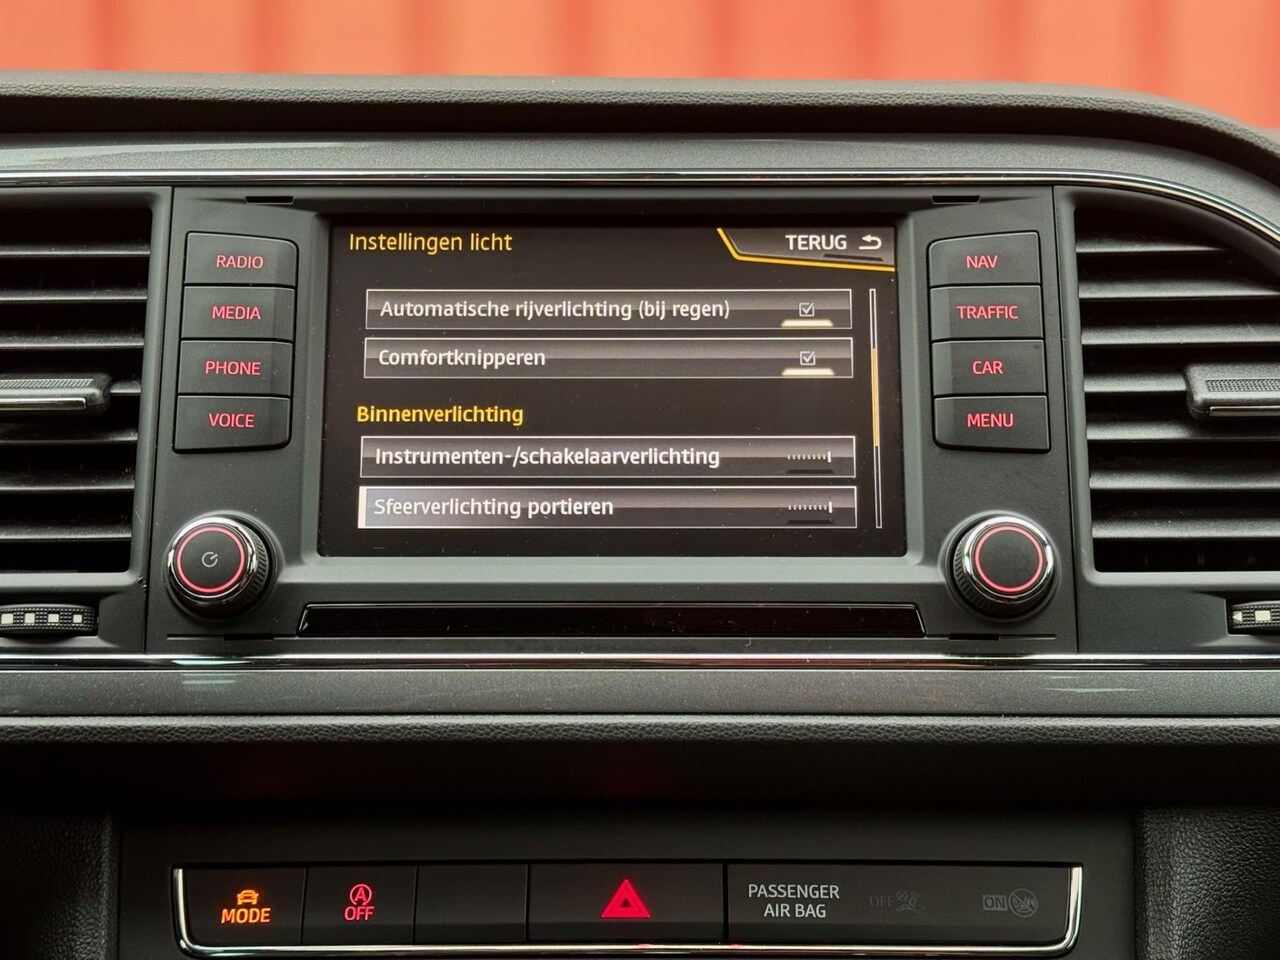 Instellingen licht
TERUG
RADIO
NAV
Automatische rijverlichting (bij regen)
MEDIA
TRAFFIC
Comfortknipperen
PHONE
CAR
Binnenverlichting
VOICE
MENU
Instrumenten-/schakelaarverlichting
Sfeerverlichting portieren
MODE
A
OFF
PASSENGER
AIR BAG
OFF
ON